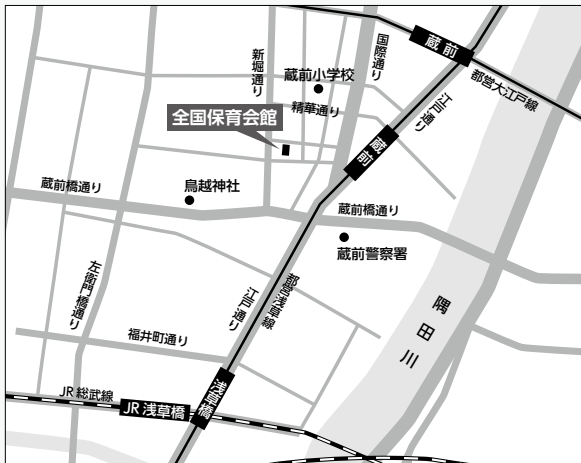 蔵前
国際通り
新堀通り
蔵前小学校
都営大江戸線
江戸通り
精華通り
全国保育会館
蔵前
鳥越神社
蔵前橋通り
蔵前橋通り
蔵前警察署
左衛門橋通り
都営浅草線
江戸通り
隅田川
福井町通り
浅草橋
JR 総武線
JR 浅草橋